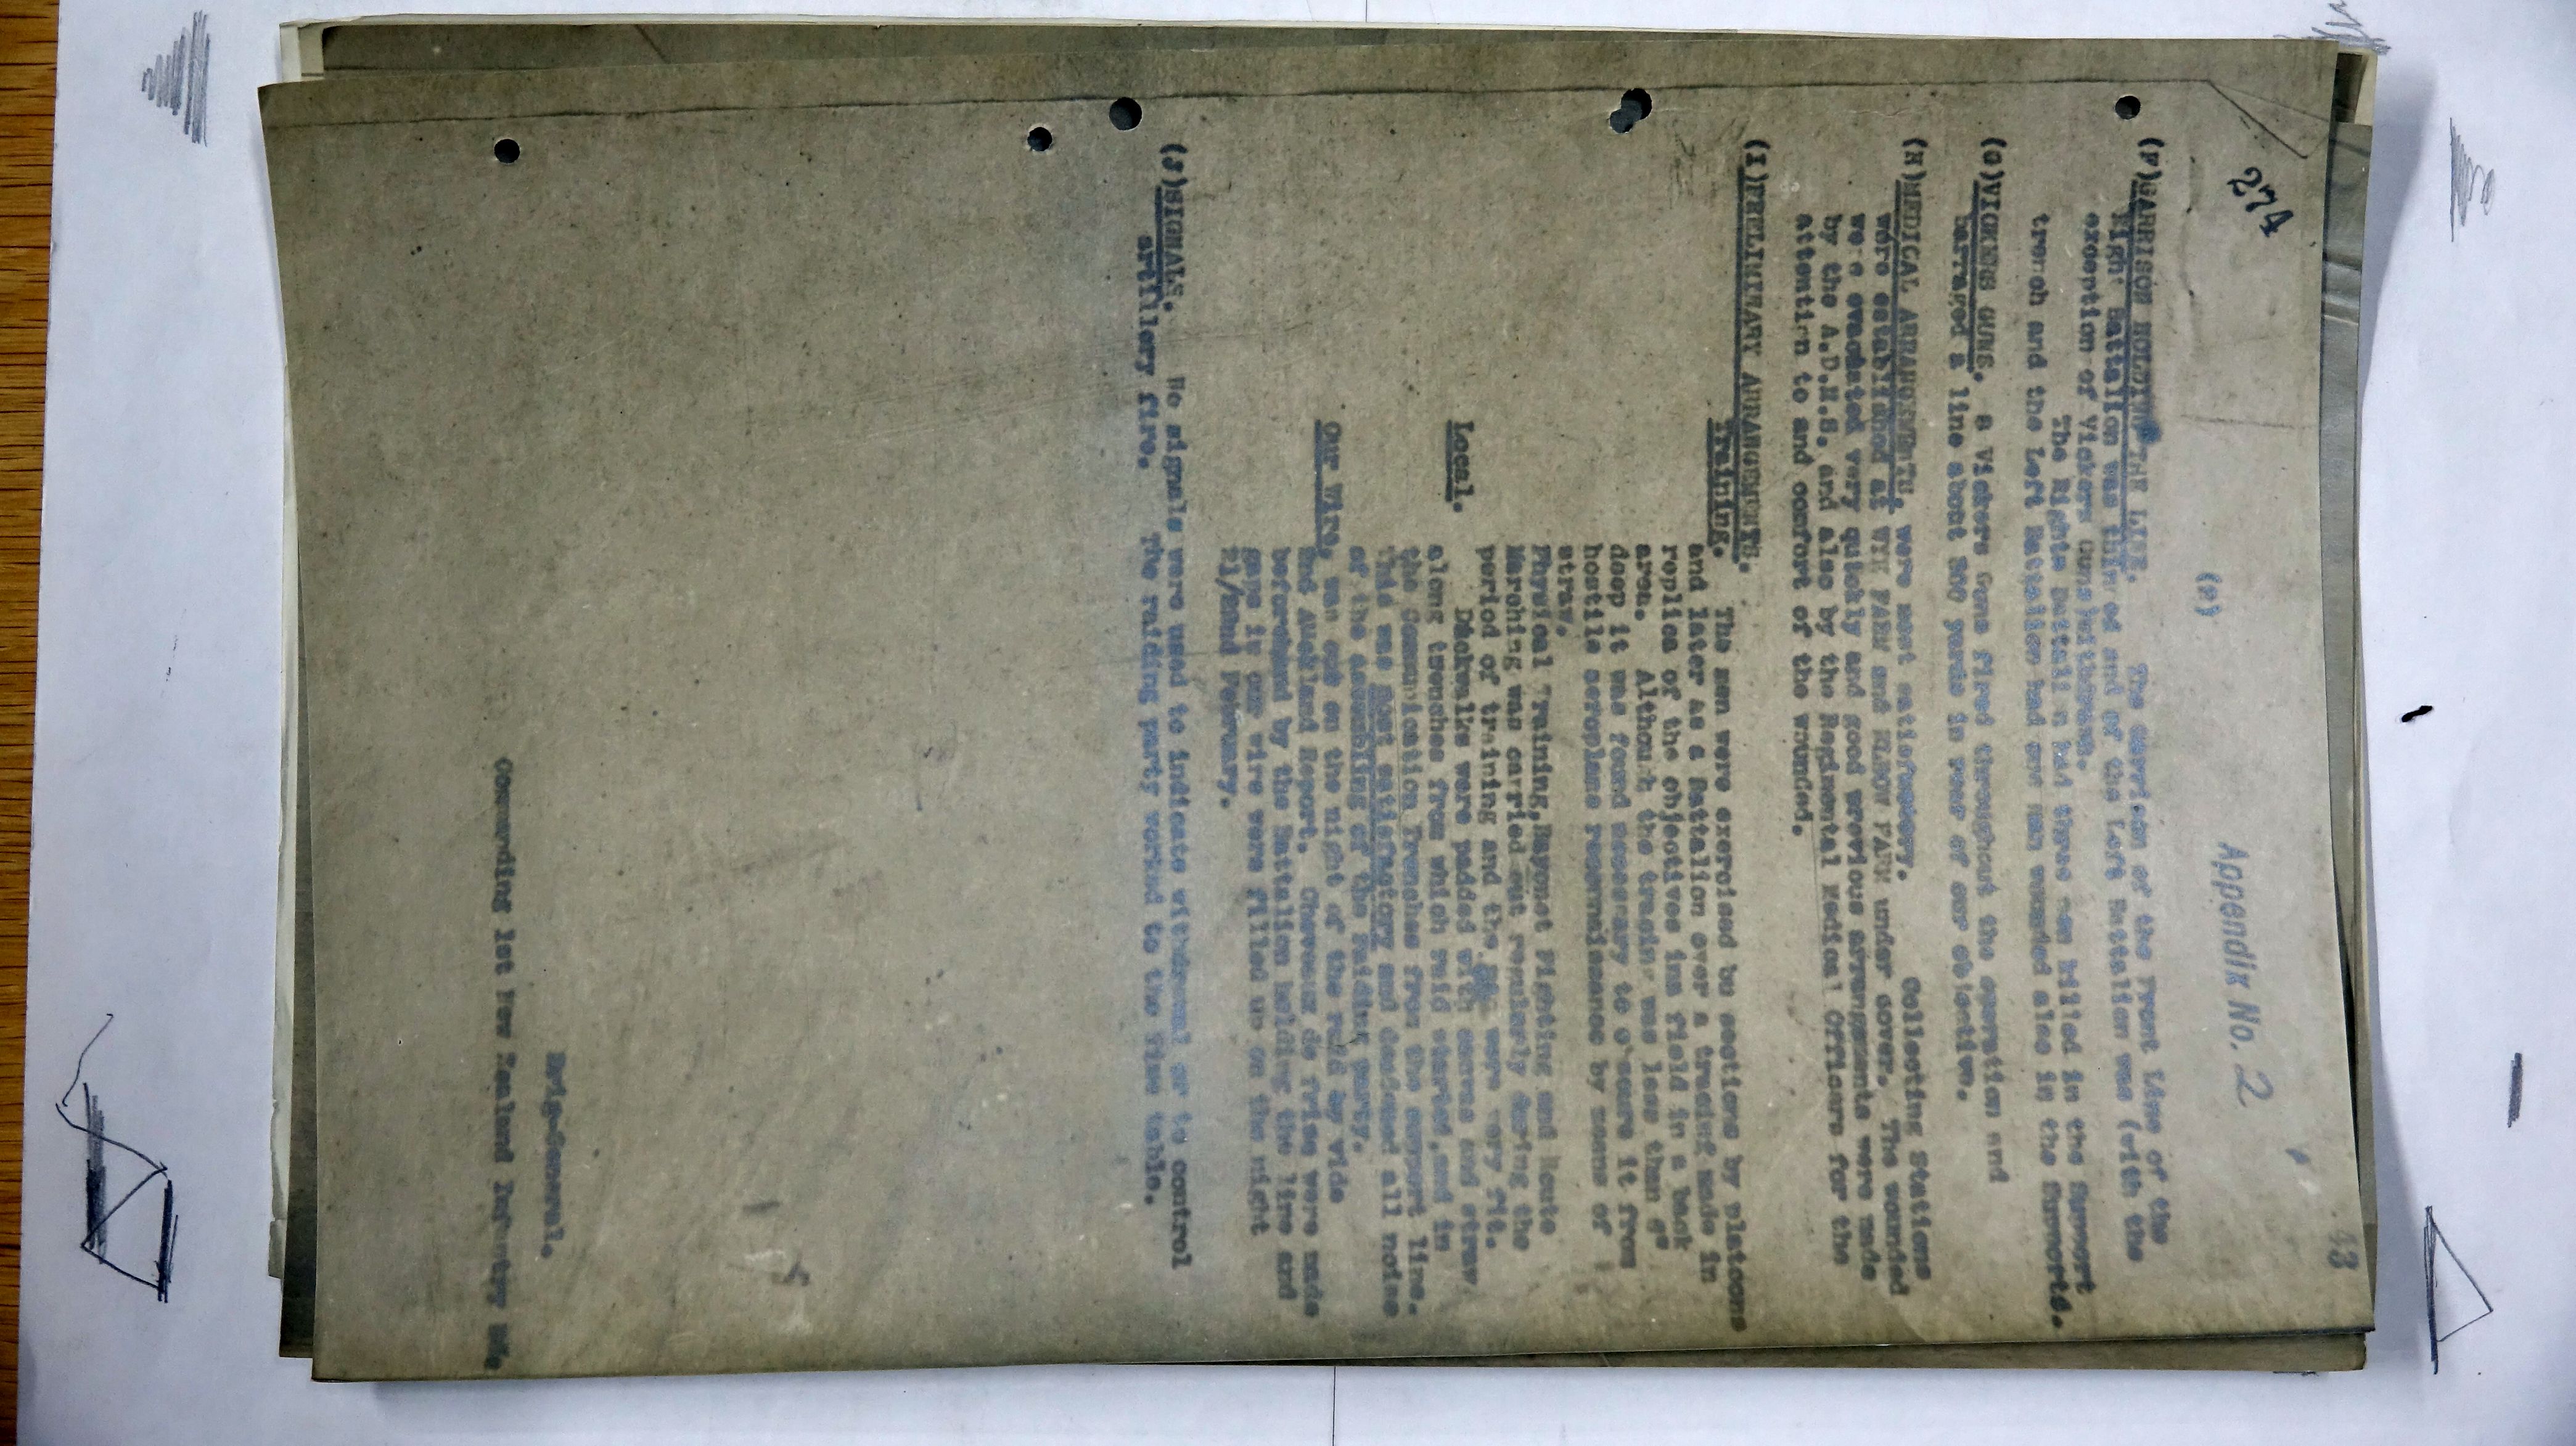 274
43
Appendix No. 2
(F)GARRISON HOLDING THE LINE. The Garrison of the Front Line of the
Right Battalion was thinned and of the Left Battalion was (with the
exception of Vickers Guns)withdrawn.
The Right Battalion had three men killed in the Support
trench and the Left Battalion had one man wounded also in the Supports.
(G)VICKERS GUNS. 8 Vickers Guns fired throughout the operation and
barraged a line about 300 yards in rear of our objective.
(H)MEDICAL ARRANGEMENTS were most satisfactory. Collecting Stations
were established at WYE FARM and ELBOW FARM under cover. The wounded
were evacuated very quickly and good previous arrangements were made
by the A.D.M.S. and also by the Regimental Medical Officers for the
attention to and comfort of the wounded.
(I)PRELIMINARY ARRANGEMENTS.
Training. The men were exercised by sections by platoons
and later as a Battalion over a tracing made in
replica of the objectives in a field in a back
area. Although the tracing was less than 6"
deep it was found necessary to obscure it from
hostile aeroplane reconnaissance by means of
straw.
Physical Training, Bayonet Fighting and Route
Marching was carried out regularly during the
period of training and the were very fit.
Local. Duckwalks were padded with canvas and straw
along trenches from which raid started, and in
the Communication Trenches from the support line.
this was most satisfactory and deadened all noise
of the assembling of the raiding party.
Our Wire. was cut on the night of the raid by vide
2nd Auckland Report. Cheveaux de frise were made
beforehand by the Battalion holding the line and
gaps in our wire were filled up on the night
21/22nd February.
(J)SIGNALS. No signals were used to indicate withdrawal or to control
artillery fire. The raiding party worked to the time table.
Brig-General.
Commanding 1st New Zealand Infantry